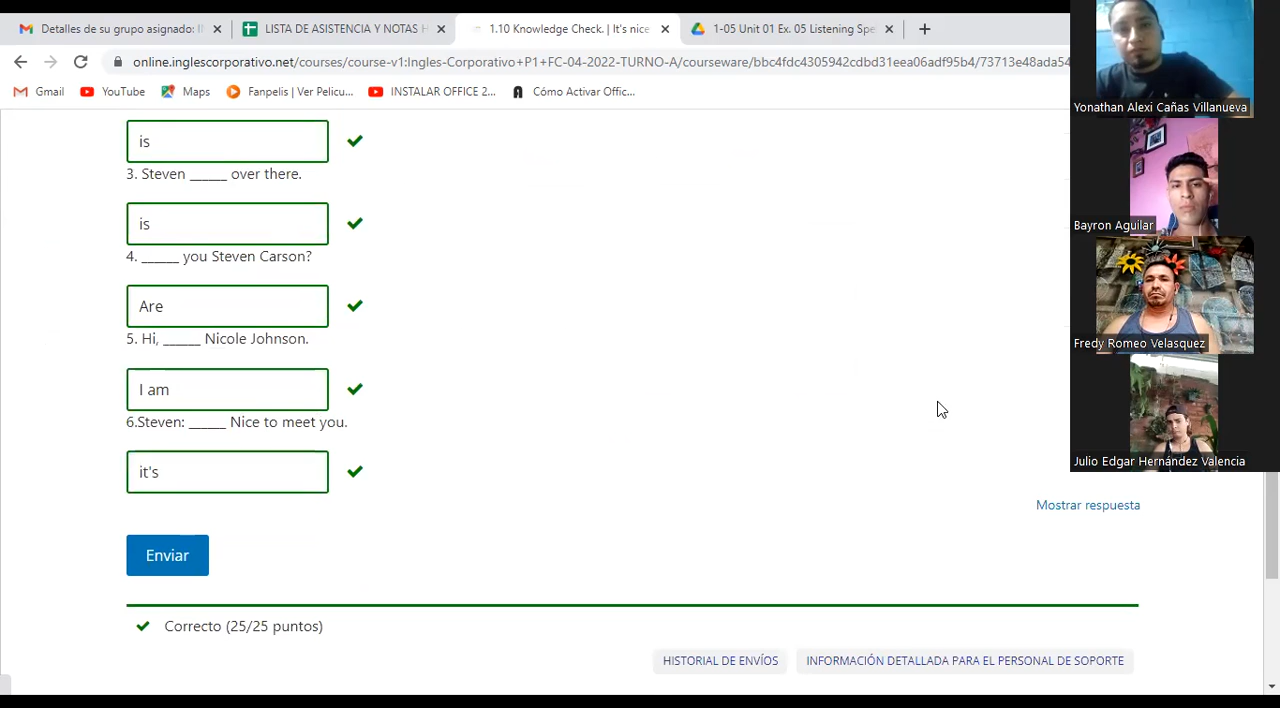 Detalles de su grupo asignado: II
LISTA DE ASISTENCIA Y NOTAS H
1.10 Knowledge Check. | It's nice
1-05 Unit 01 Ex. 05 Listening Spe
online.inglescorporativo.net/courses/course-v1:Ingles-Corporativo+P1+FC-04-2022-TURNO-A/courseware/bbc4fdc4305942cdbd31eea06adf95b4/73713e48ada54
Gmail
YouTube
Maps
Fanpelis | Ver Pelicu...
INSTALAR OFFICE 2...
Cómo Activar Offic...
is
3. Steven ______ over there.
is
4. ______ you Steven Carson?
Are
5. Hi, ______ Nicole Johnson.
I am
6.Steven: ______ Nice to meet you.
it's
Mostrar respuesta
Enviar
Correcto (25/25 puntos)
HISTORIAL DE ENVÍOS
INFORMACIÓN DETALLADA PARA EL PERSONAL DE SOPORTE
Yonathan Alexi Cañas Villanueva
Bayron Aguilar
Fredy Romeo Velasquez
Julio Edgar Hernández Valencia